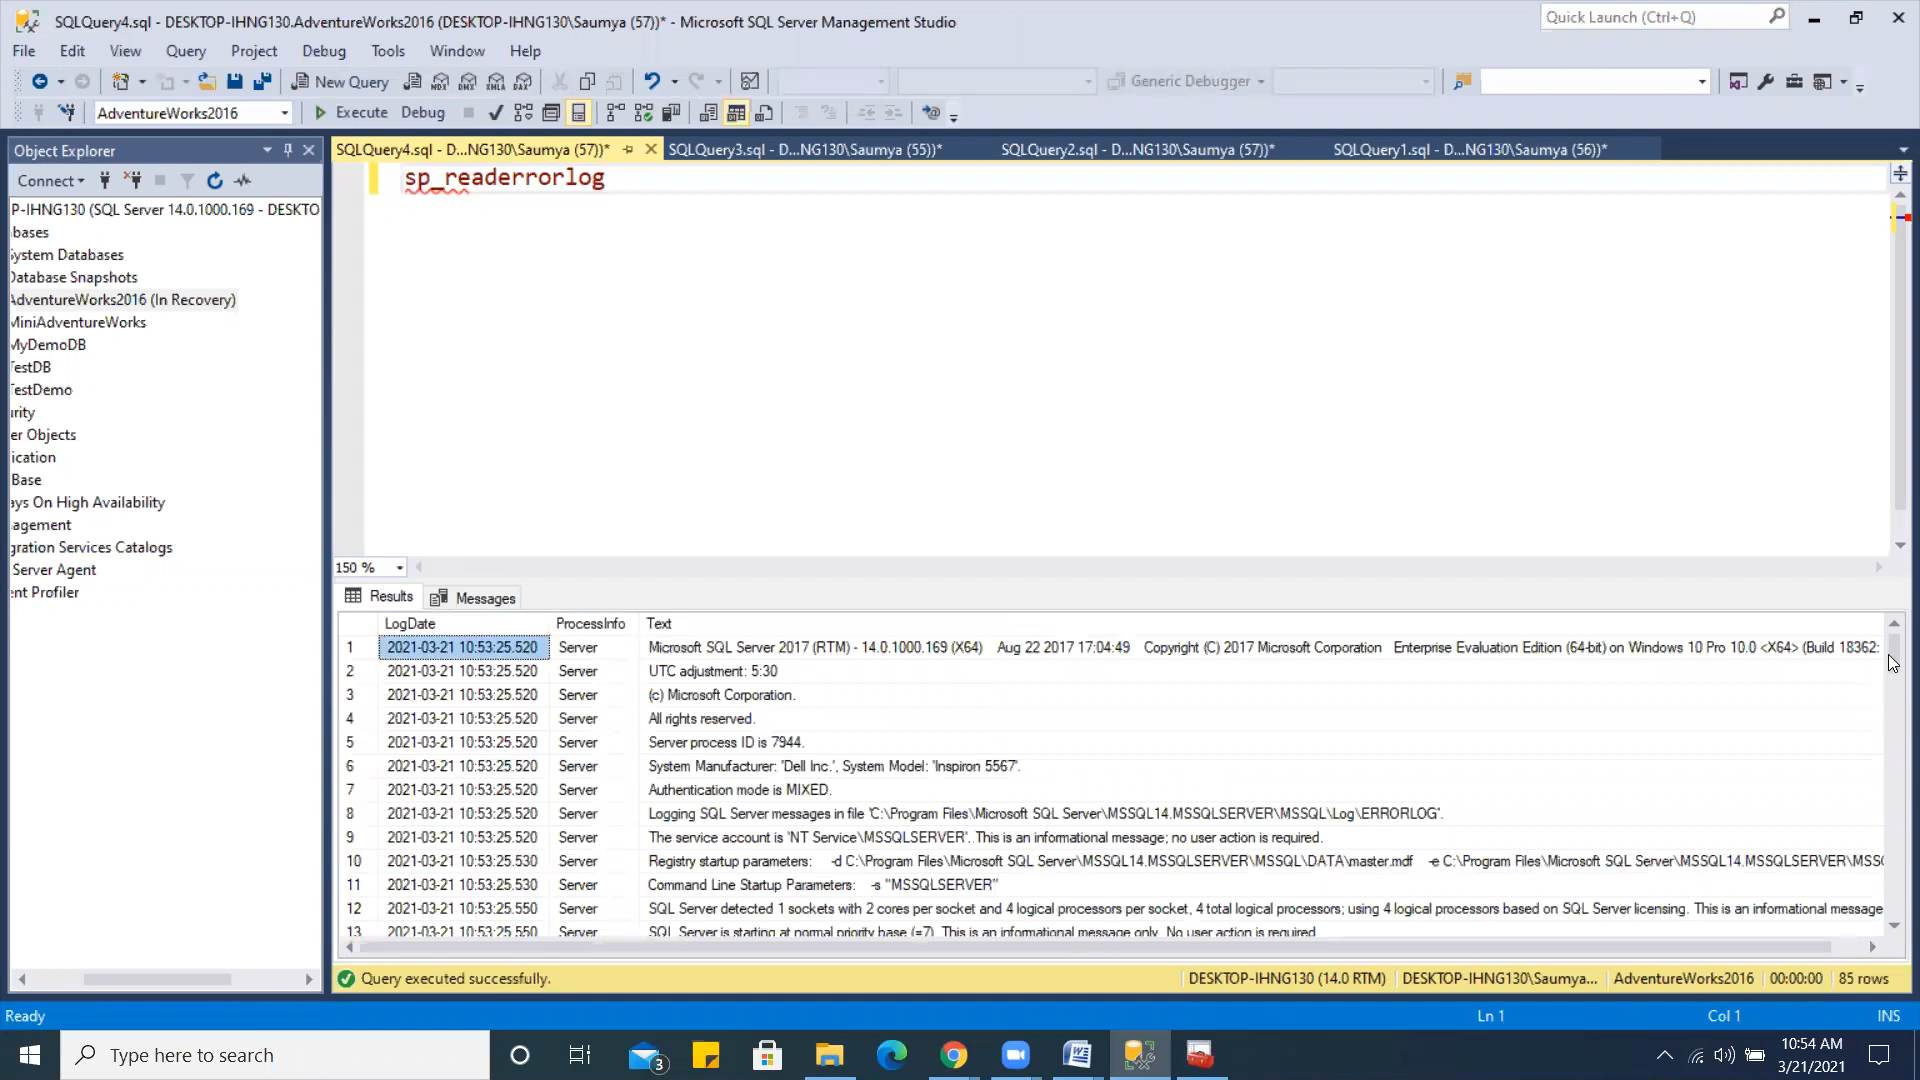 SQLQuery4.sql - DESKTOP-IHNG130.AdventureWorks2016 (DESKTOP-IHNG130\Saumya (57))* - Microsoft SQL Server Management Studio
Quick Launch (Ctrl+Q)
File Edit View Query Project Debug Tools Window Help
New Query MDX DMX XMLA DAX Generic Debugger
AdventureWorks2016 Execute Debug
Object Explorer
Connect
P-IHNG130 (SQL Server 14.0.1000.169 - DESKTO
bases
System Databases
Database Snapshots
AdventureWorks2016 (In Recovery)
MiniAdventureWorks
MyDemoDB
TestDB
TestDemo
urity
er Objects
ication
Base
ays On High Availability
agement
gration Services Catalogs
Server Agent
ent Profiler
SQLQuery4.sql - D...NG130\Saumya (57))* SQLQuery3.sql - D...NG130\Saumya (55))* SQLQuery2.sql - D...NG130\Saumya (57))* SQLQuery1.sql - D...NG130\Saumya (56))*
sp_readerrorlog
150 %
Results Messages
LogDate ProcessInfo Text
1 2021-03-21 10:53:25.520 Server Microsoft SQL Server 2017 (RTM) - 14.0.1000.169 (X64) Aug 22 2017 17:04:49 Copyright (C) 2017 Microsoft Corporation Enterprise Evaluation Edition (64-bit) on Windows 10 Pro 10.0 <X64> (Build 18362:
2 2021-03-21 10:53:25.520 Server UTC adjustment: 5:30
3 2021-03-21 10:53:25.520 Server (c) Microsoft Corporation.
4 2021-03-21 10:53:25.520 Server All rights reserved.
5 2021-03-21 10:53:25.520 Server Server process ID is 7944.
6 2021-03-21 10:53:25.520 Server System Manufacturer: 'Dell Inc.', System Model: 'Inspiron 5567'.
7 2021-03-21 10:53:25.520 Server Authentication mode is MIXED.
8 2021-03-21 10:53:25.520 Server Logging SQL Server messages in file 'C:\Program Files\Microsoft SQL Server\MSSQL14.MSSQLSERVER\MSSQL\Log\ERRORLOG'.
9 2021-03-21 10:53:25.520 Server The service account is 'NT Service\MSSQLSERVER'. This is an informational message; no user action is required.
10 2021-03-21 10:53:25.530 Server Registry startup parameters: -d C:\Program Files\Microsoft SQL Server\MSSQL14.MSSQLSERVER\MSSQL\DATA\master.mdf -e C:\Program Files\Microsoft SQL Server\MSSQL14.MSSQLSERVER\MSS
11 2021-03-21 10:53:25.530 Server Command Line Startup Parameters: -s "MSSQLSERVER"
12 2021-03-21 10:53:25.550 Server SQL Server detected 1 sockets with 2 cores per socket and 4 logical processors per socket, 4 total logical processors; using 4 logical processors based on SQL Server licensing. This is an informational message
13 2021-03-21 10:53:25.550 Server SQL Server is starting at normal priority base (=7). This is an informational message only. No user action is required.
Query executed successfully. DESKTOP-IHNG130 (14.0 RTM) DESKTOP-IHNG130\Saumya... AdventureWorks2016 00:00:00 85 rows
Ready Ln 1 Col 1 INS
Type here to search 3 10:54 AM
3/21/2021